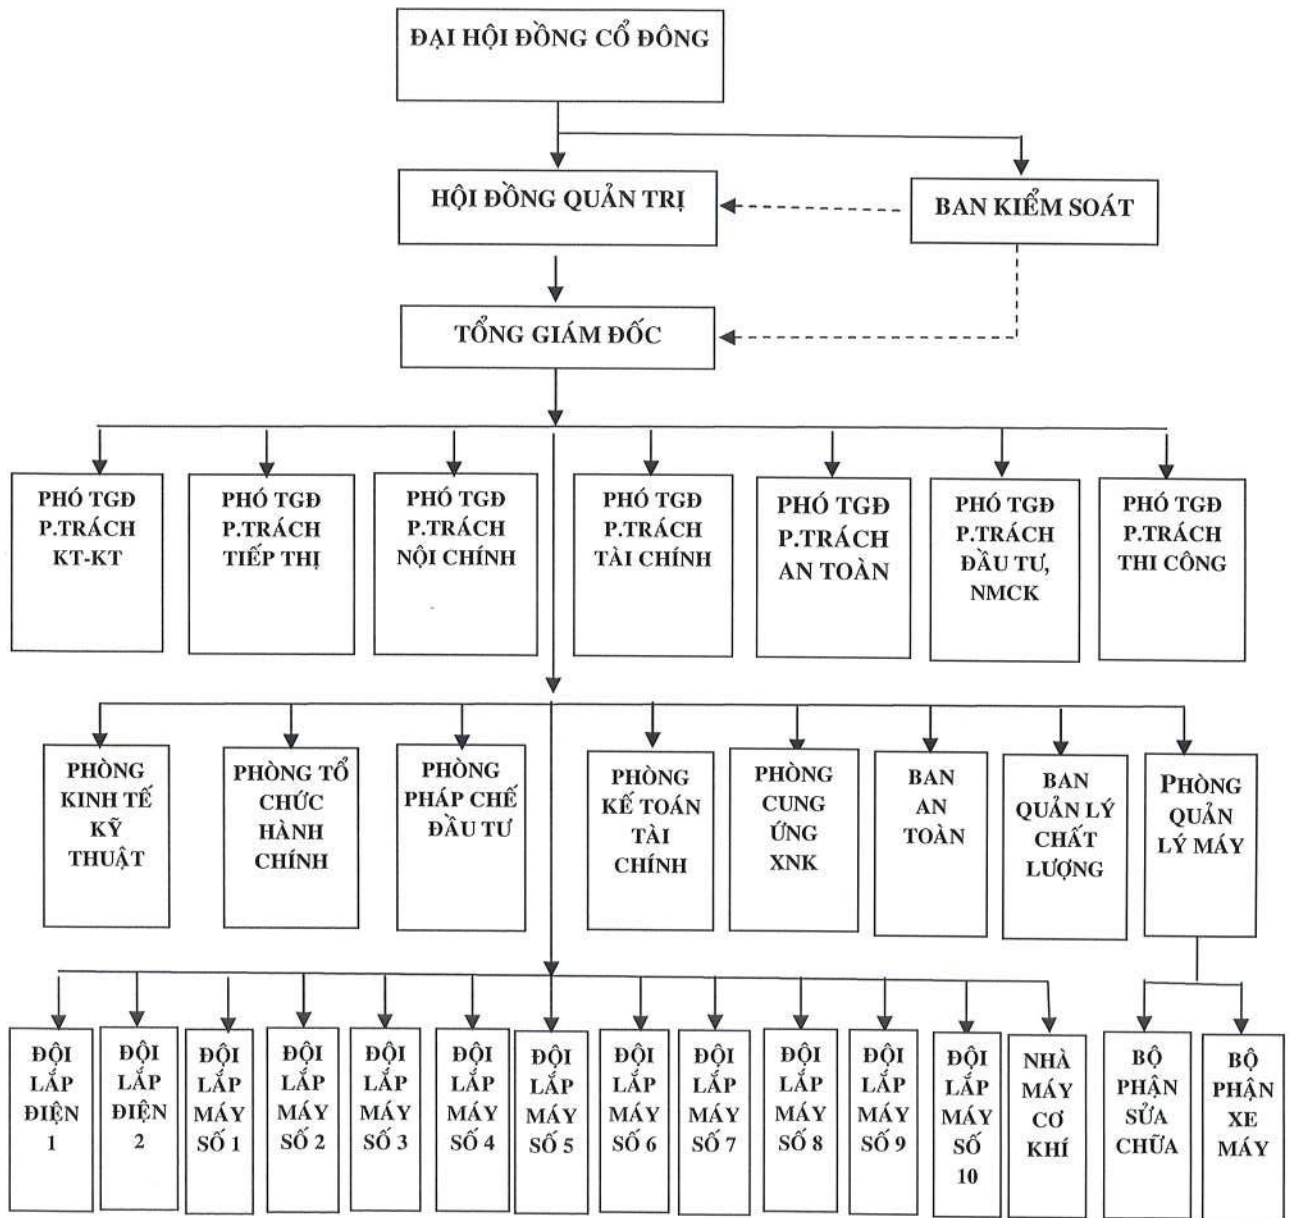 ĐẠI HỘI ĐỒNG CỔ ĐÔNG
HỘI ĐỒNG QUẢN TRỊ
BAN KIỂM SOÁT
TỔNG GIÁM ĐỐC
PHÓ TGĐ
P.TRÁCH
KT-KT
PHÓ TGĐ
P.TRÁCH
TIẾP THỊ
PHÓ TGĐ
P.TRÁCH
NỘI CHÍNH
PHÓ TGĐ
P.TRÁCH
TÀI CHÍNH
PHÓ TGĐ
P.TRÁCH
AN TOÀN
PHÓ TGĐ
P.TRÁCH
ĐẦU TƯ,
NMCK
PHÓ TGĐ
P.TRÁCH
THI CÔNG
PHÒNG
KINH TẾ
KỸ
THUẬT
PHÒNG TỔ
CHỨC
HÀNH
CHÍNH
PHÒNG
PHÁP CHẾ
ĐẦU TƯ
PHÒNG
KẾ TOÁN
TÀI
CHÍNH
PHÒNG
CUNG
ỨNG
XNK
BAN
AN
TOÀN
BAN
QUẢN LÝ
CHẤT
LƯỢNG
PHÒNG
QUẢN
LÝ MÁY
ĐỘI
LẮP
ĐIỆN
1
ĐỘI
LẮP
ĐIỆN
2
ĐỘI
LẮP
MÁY
SỐ 1
ĐỘI
LẮP
MÁY
SỐ 2
ĐỘI
LẮP
MÁY
SỐ 3
ĐỘI
LẮP
MÁY
SỐ 4
ĐỘI
LẮP
MÁY
SỐ 5
ĐỘI
LẮP
MÁY
SỐ 6
ĐỘI
LẮP
MÁY
SỐ 7
ĐỘI
LẮP
MÁY
SỐ 8
ĐỘI
LẮP
MÁY
SỐ 9
ĐỘI
LẮP
MÁY
SỐ
10
NHÀ
MÁY
CƠ
KHÍ
BỘ
PHẬN
SỬA
CHỮA
BỘ
PHẬN
XE
MÁY